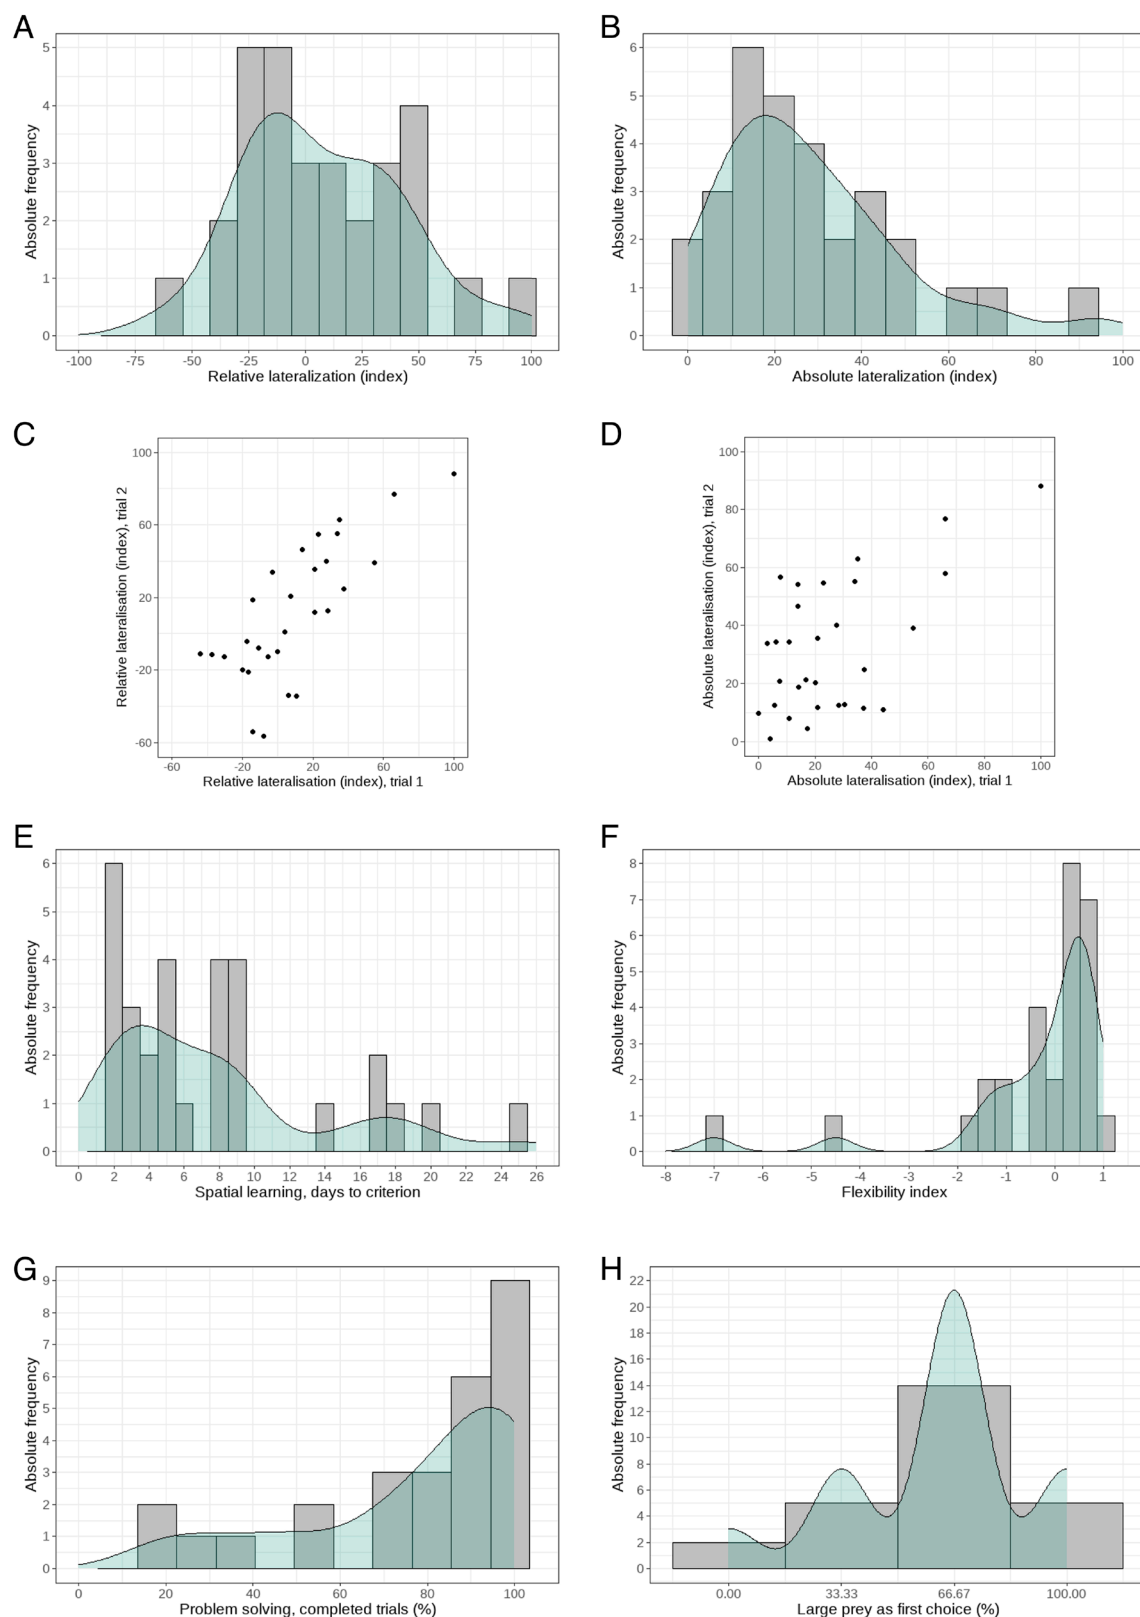 A
B
5
4
3
2
1
0
Absolute frequency
-100 -75 -50 -25 0 25 50 75 100
Relative lateralization (index)
6
5
4
3
2
1
0
Absolute frequency
0 20 40 60 80 100
Absolute lateralization (index)
C
D
100
60
20
-20
-60
Relative lateralisation (index), trial 2
-60 -20 20 60 100
Relative lateralisation (index), trial 1
100
80
60
40
20
0
Absolute lateralisation (index), trial 2
0 20 40 60 80 100
Absolute lateralisation (index), trial 1
E
F
6
5
4
3
2
1
0
Absolute frequency
0 2 4 6 8 10 12 14 16 18 20 22 24 26
Spatial learning, days to criterion
8
7
6
5
4
3
2
1
0
Absolute frequency
-8 -7 -6 -5 -4 -3 -2 -1 0 1
Flexibility index
G
H
9
8
7
6
5
4
3
2
1
0
Absolute frequency
0 20 40 60 80 100
Problem solving, completed trials (%)
22
20
18
16
14
12
10
8
6
4
2
0
Absolute frequency
0.00 33.33 66.67 100.00
Large prey as first choice (%)